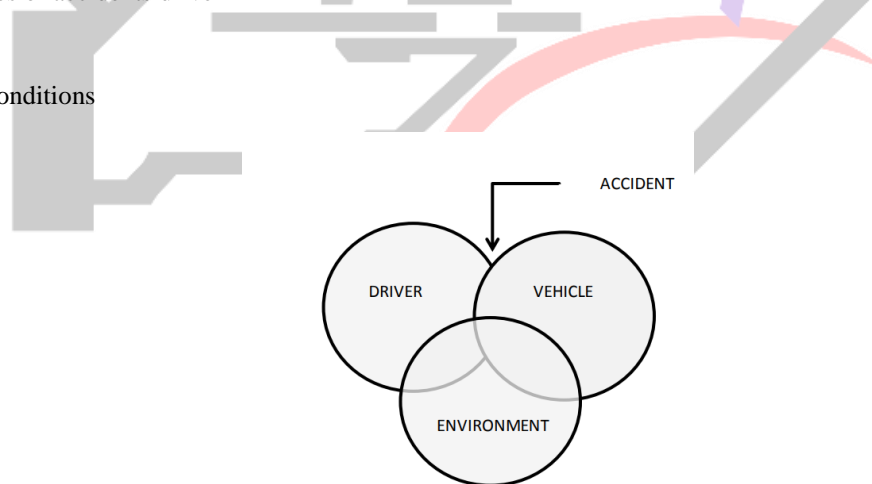 onditions
ACCIDENT
DRIVER
VEHICLE
ENVIRONMENT